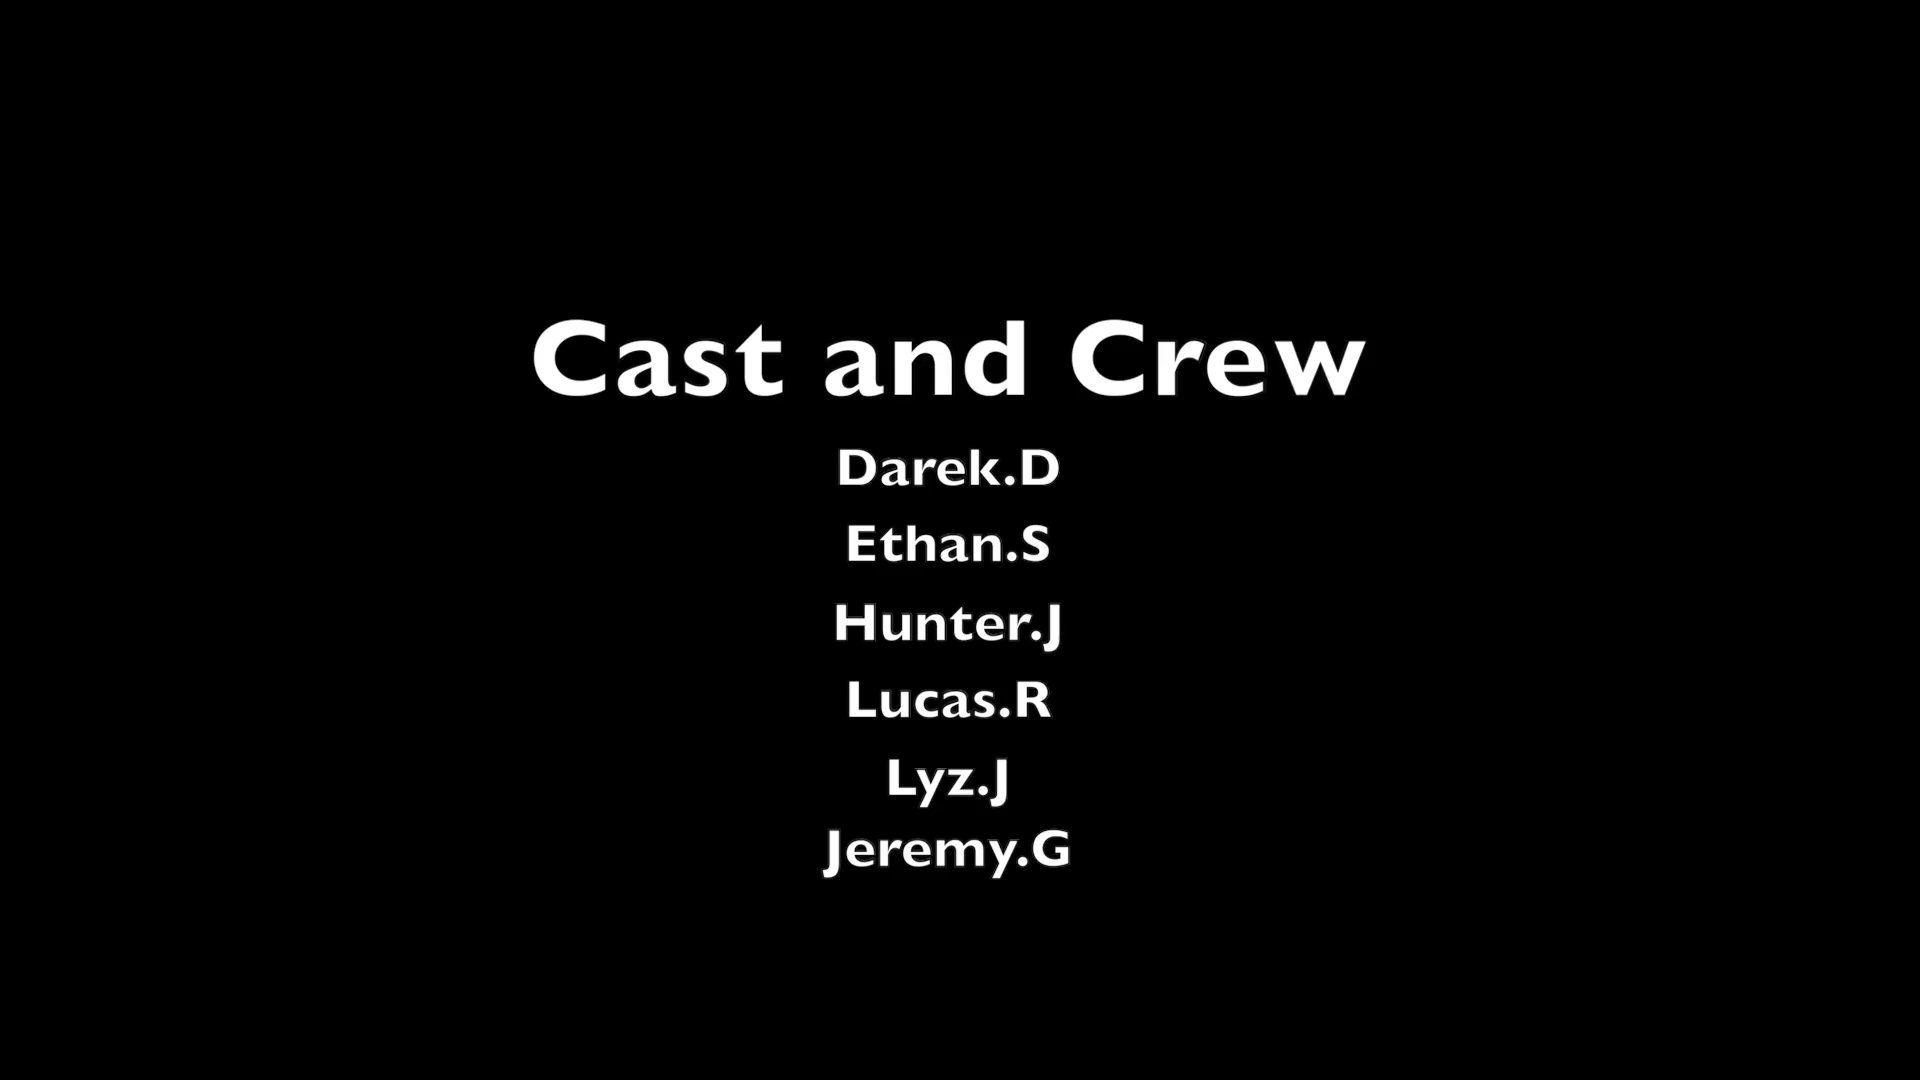 Cast and Crew
Darek.D
Ethan.S
Hunter.J
Lucas.R
Lyz.J
Jeremy.G